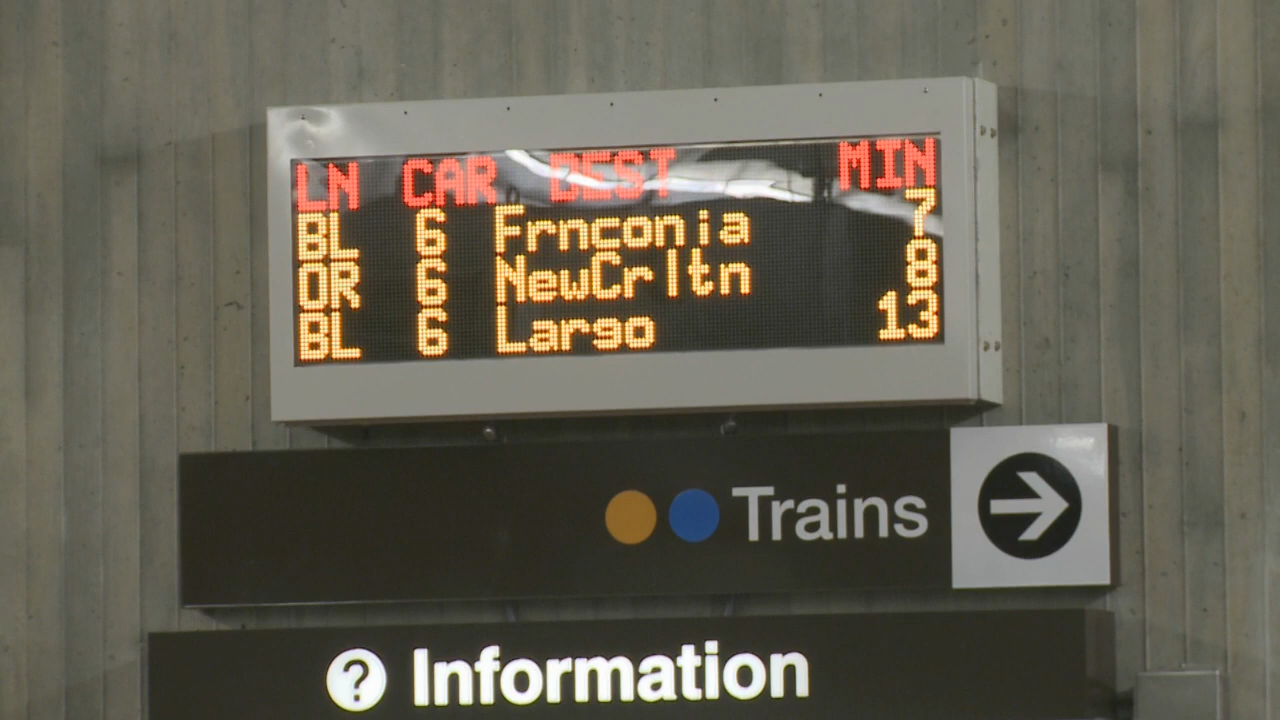 LN CAR DEST MIN
BL 6 Frnconia 7
OR 6 NewCrltn 8
BL 6 Largo 13
Trains
? Information